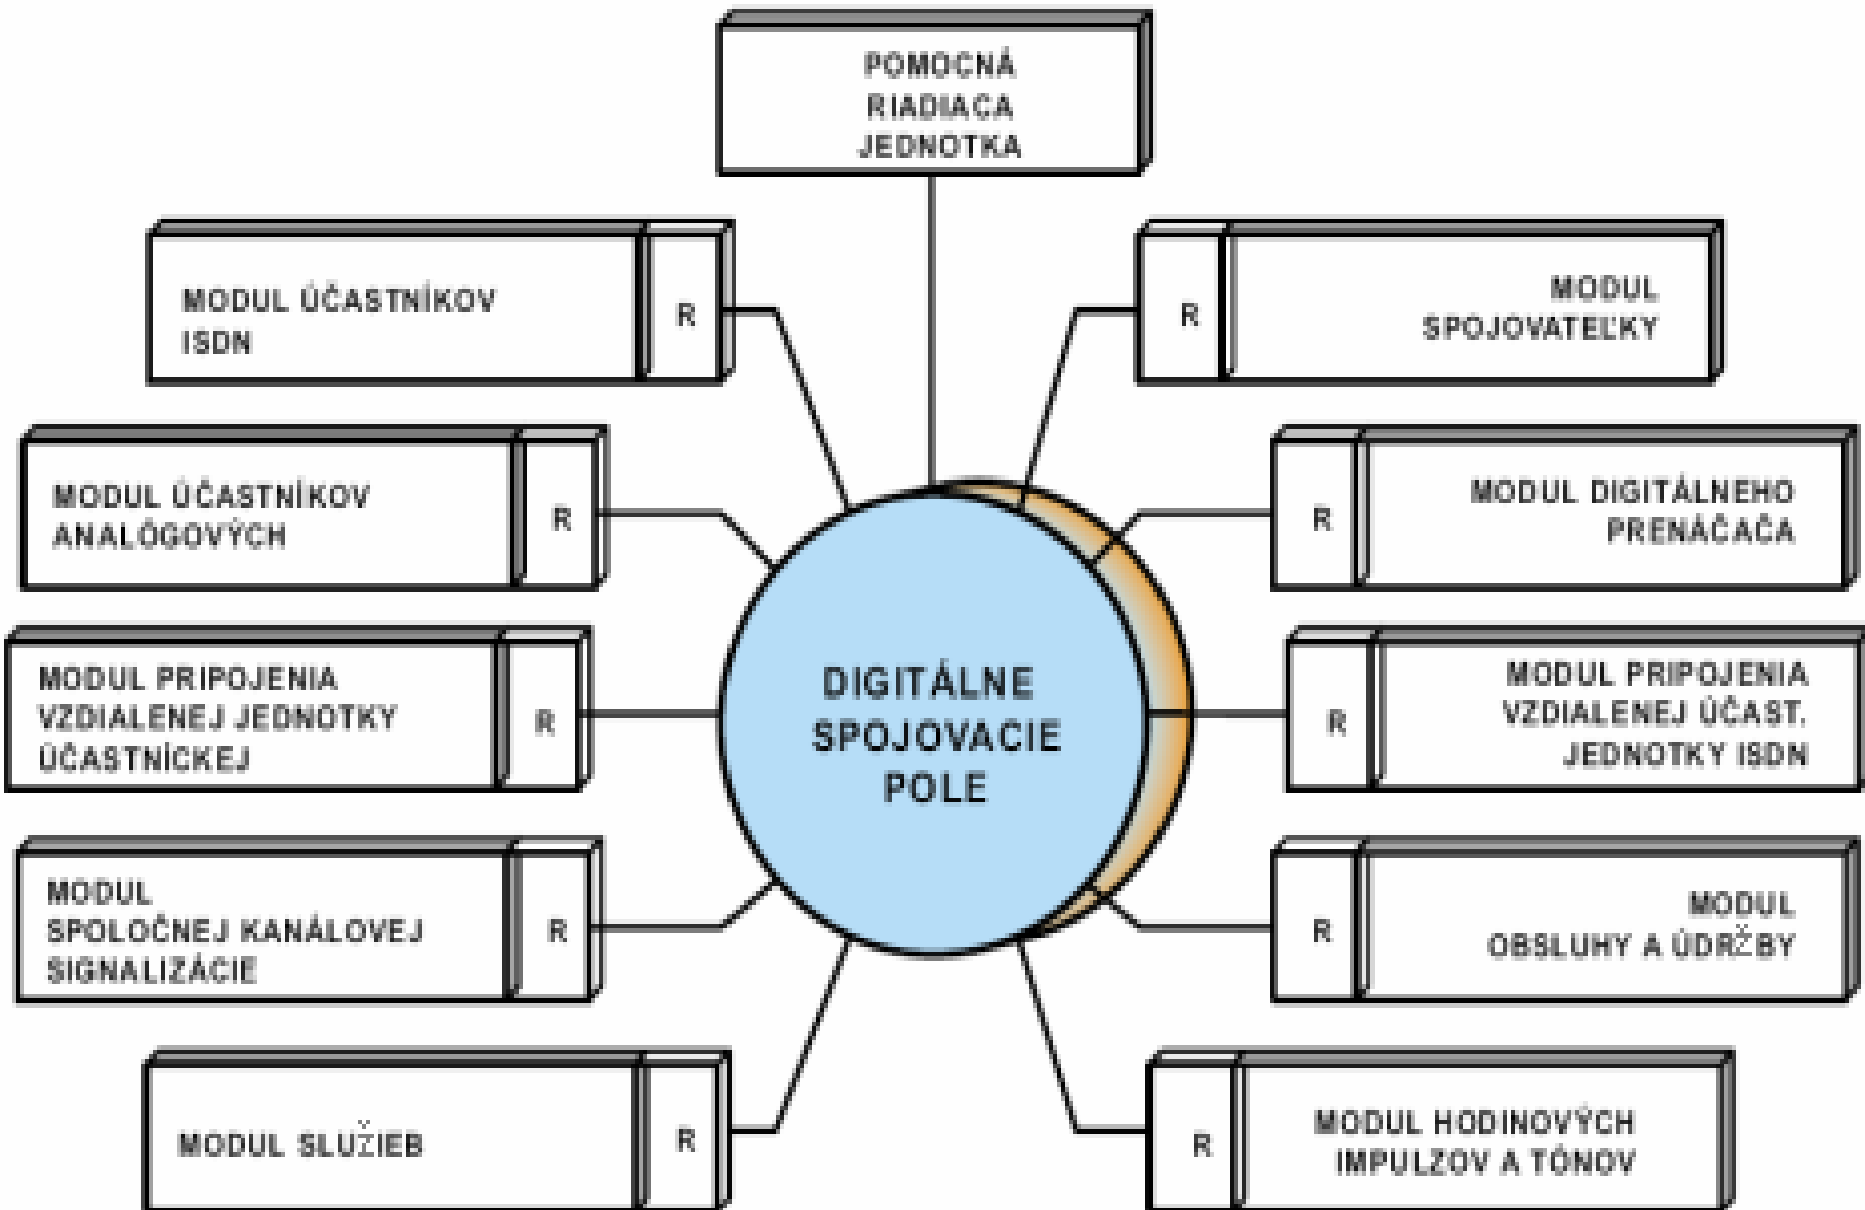 POMOCNÁ
RIADIACA
JEDNOTKA
MODUL ÚČASTNÍKOV
ISDN
R
R
MODUL
SPOJOVATEĽKY
MODUL ÚČASTNÍKOV
ANALÓGOVÝCH
R
R
MODUL DIGITÁLNEHO
PRENÁČAČA
MODUL PRIPOJENIA
VZDIALENEJ JEDNOTKY
ÚČASTNÍCKEJ
R
DIGITÁLNE
SPOJOVACIE
POLE
R
MODUL PRIPOJENIA
VZDIALENEJ ÚČAST.
JEDNOTKY ISDN
MODUL
SPOLOČNEJ KANÁLOVEJ
SIGNALIZÁCIE
R
R
MODUL
OBSLUHY A ÚDRŽBY
MODUL SLUŽIEB
R
R
MODUL HODINOVÝCH
IMPULZOV A TÓNOV